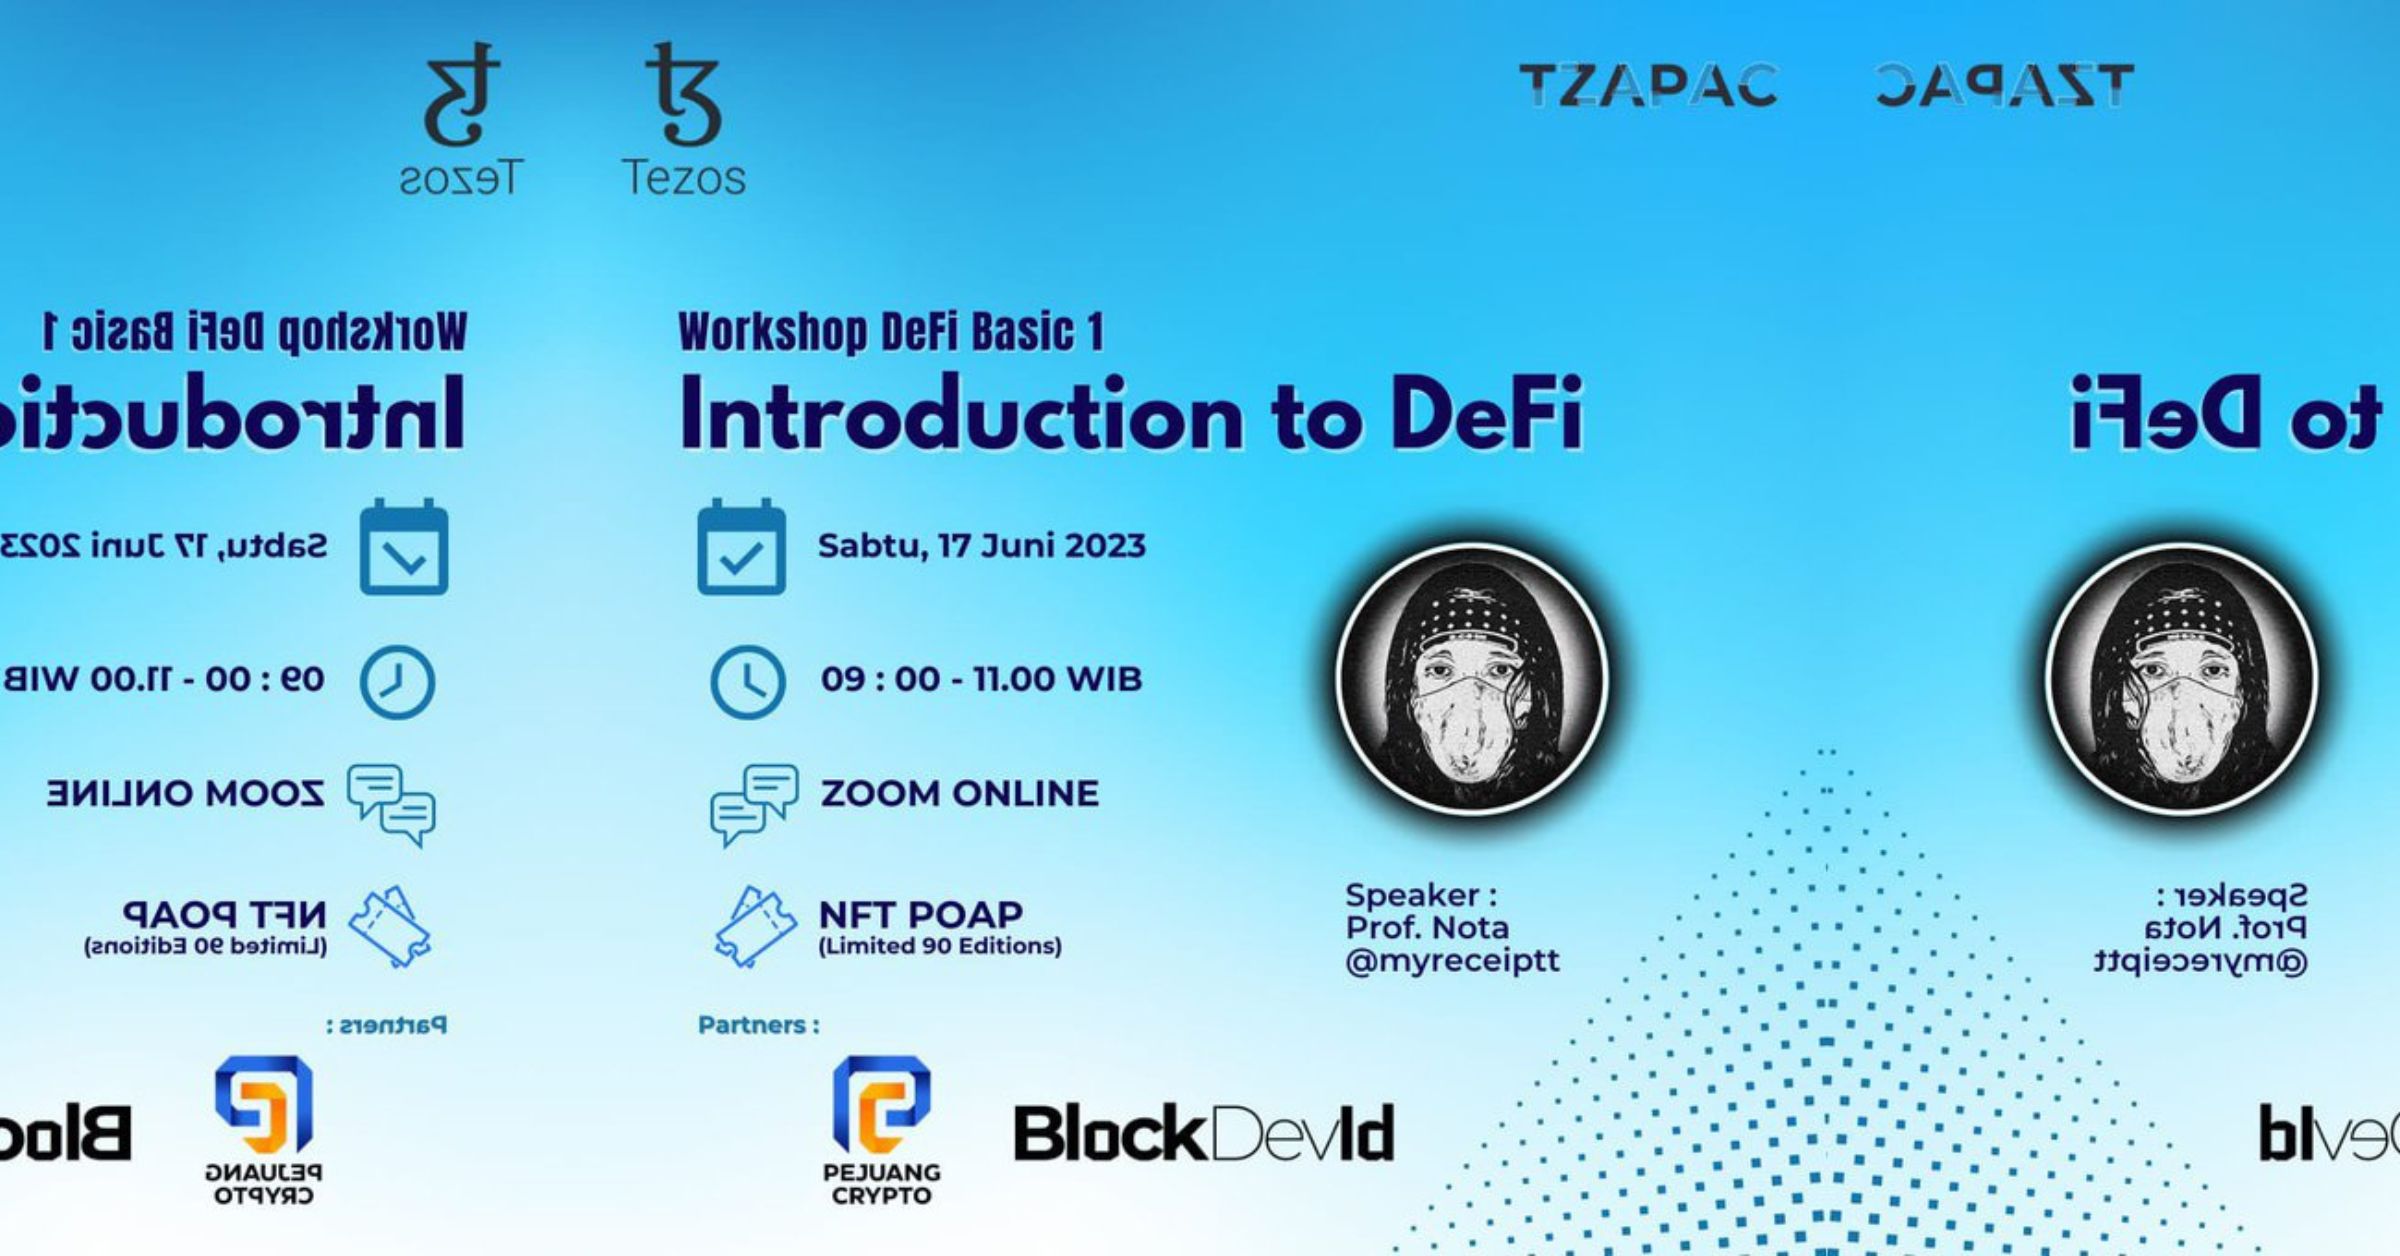 Tezos
TZAPAC
Workshop DeFi Basic 1
Introduction to DeFi
Sabtu, 17 Juni 2023
09 : 00 - 11.00 WIB
ZOOM ONLINE
NFT POAP
(Limited 90 Editions)
Speaker :
Prof. Nota
@myreceiptt
Partners :
PEJUANG
CRYPTO
BlockDevId